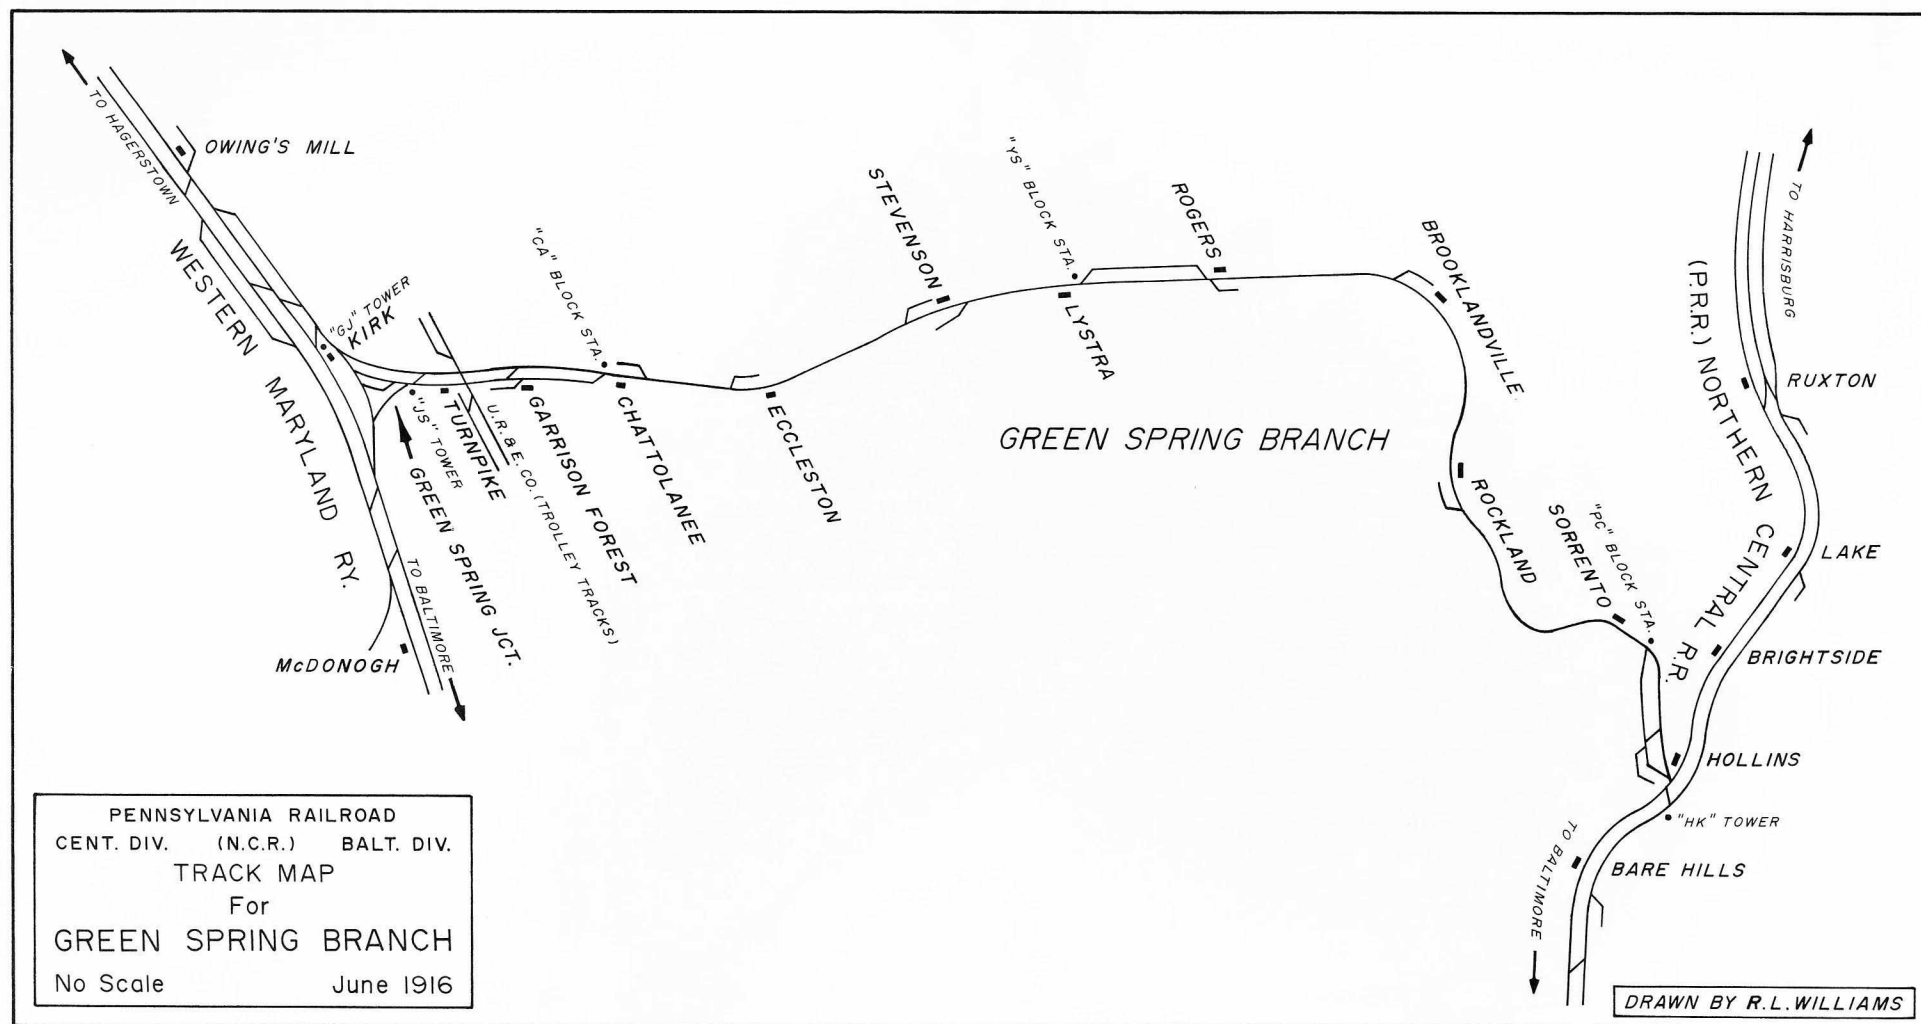 TO HAGERSTOWN
OWING'S MILL
WESTERN MARYLAND RY.
"GJ" TOWER
KIRK
"JS" TOWER
GREEN SPRING JCT.
TURNPIKE
U.R. & E. CO. (TROLLEY TRACKS)
GARRISON FOREST
"CA" BLOCK STA.
CHATTOLANEE
ECCLESTON
McDONOGH
TO BALTIMORE
STEVENSON
"YS" BLOCK STA.
LYSTRA
ROGERS
BROOKLANDVILLE
GREEN SPRING BRANCH
ROCKLAND
SORRENTO
"PC" BLOCK STA.
(P.R.R.) NORTHERN CENTRAL R.R.
TO HARRISBURG
RUXTON
LAKE
BRIGHTSIDE
HOLLINS
"HK" TOWER
BARE HILLS
TO BALTIMORE
PENNSYLVANIA RAILROAD
CENT. DIV. (N.C.R.) BALT. DIV.
TRACK MAP
For
GREEN SPRING BRANCH
No Scale June 1916
DRAWN BY R.L.WILLIAMS